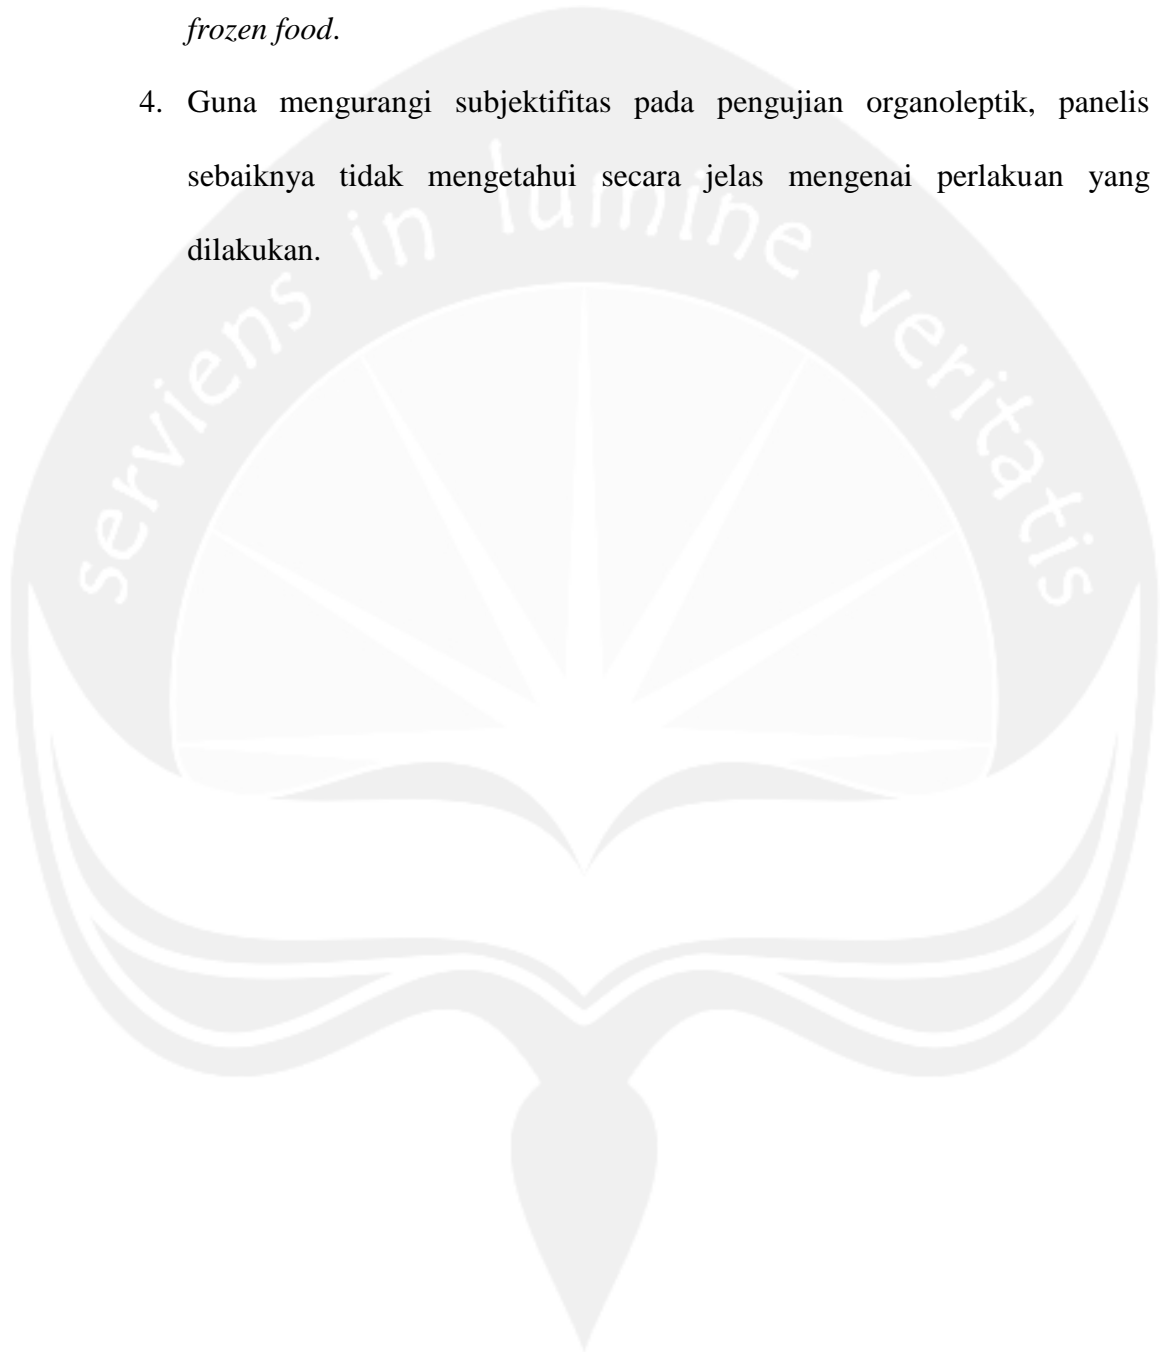 frozen food.
4. Guna mengurangi subjektifitas pada pengujian organoleptik, panelis
sebaiknya tidak mengetahui secara jelas mengenai perlakuan yang
dilakukan.
serviens in lumine veritatis